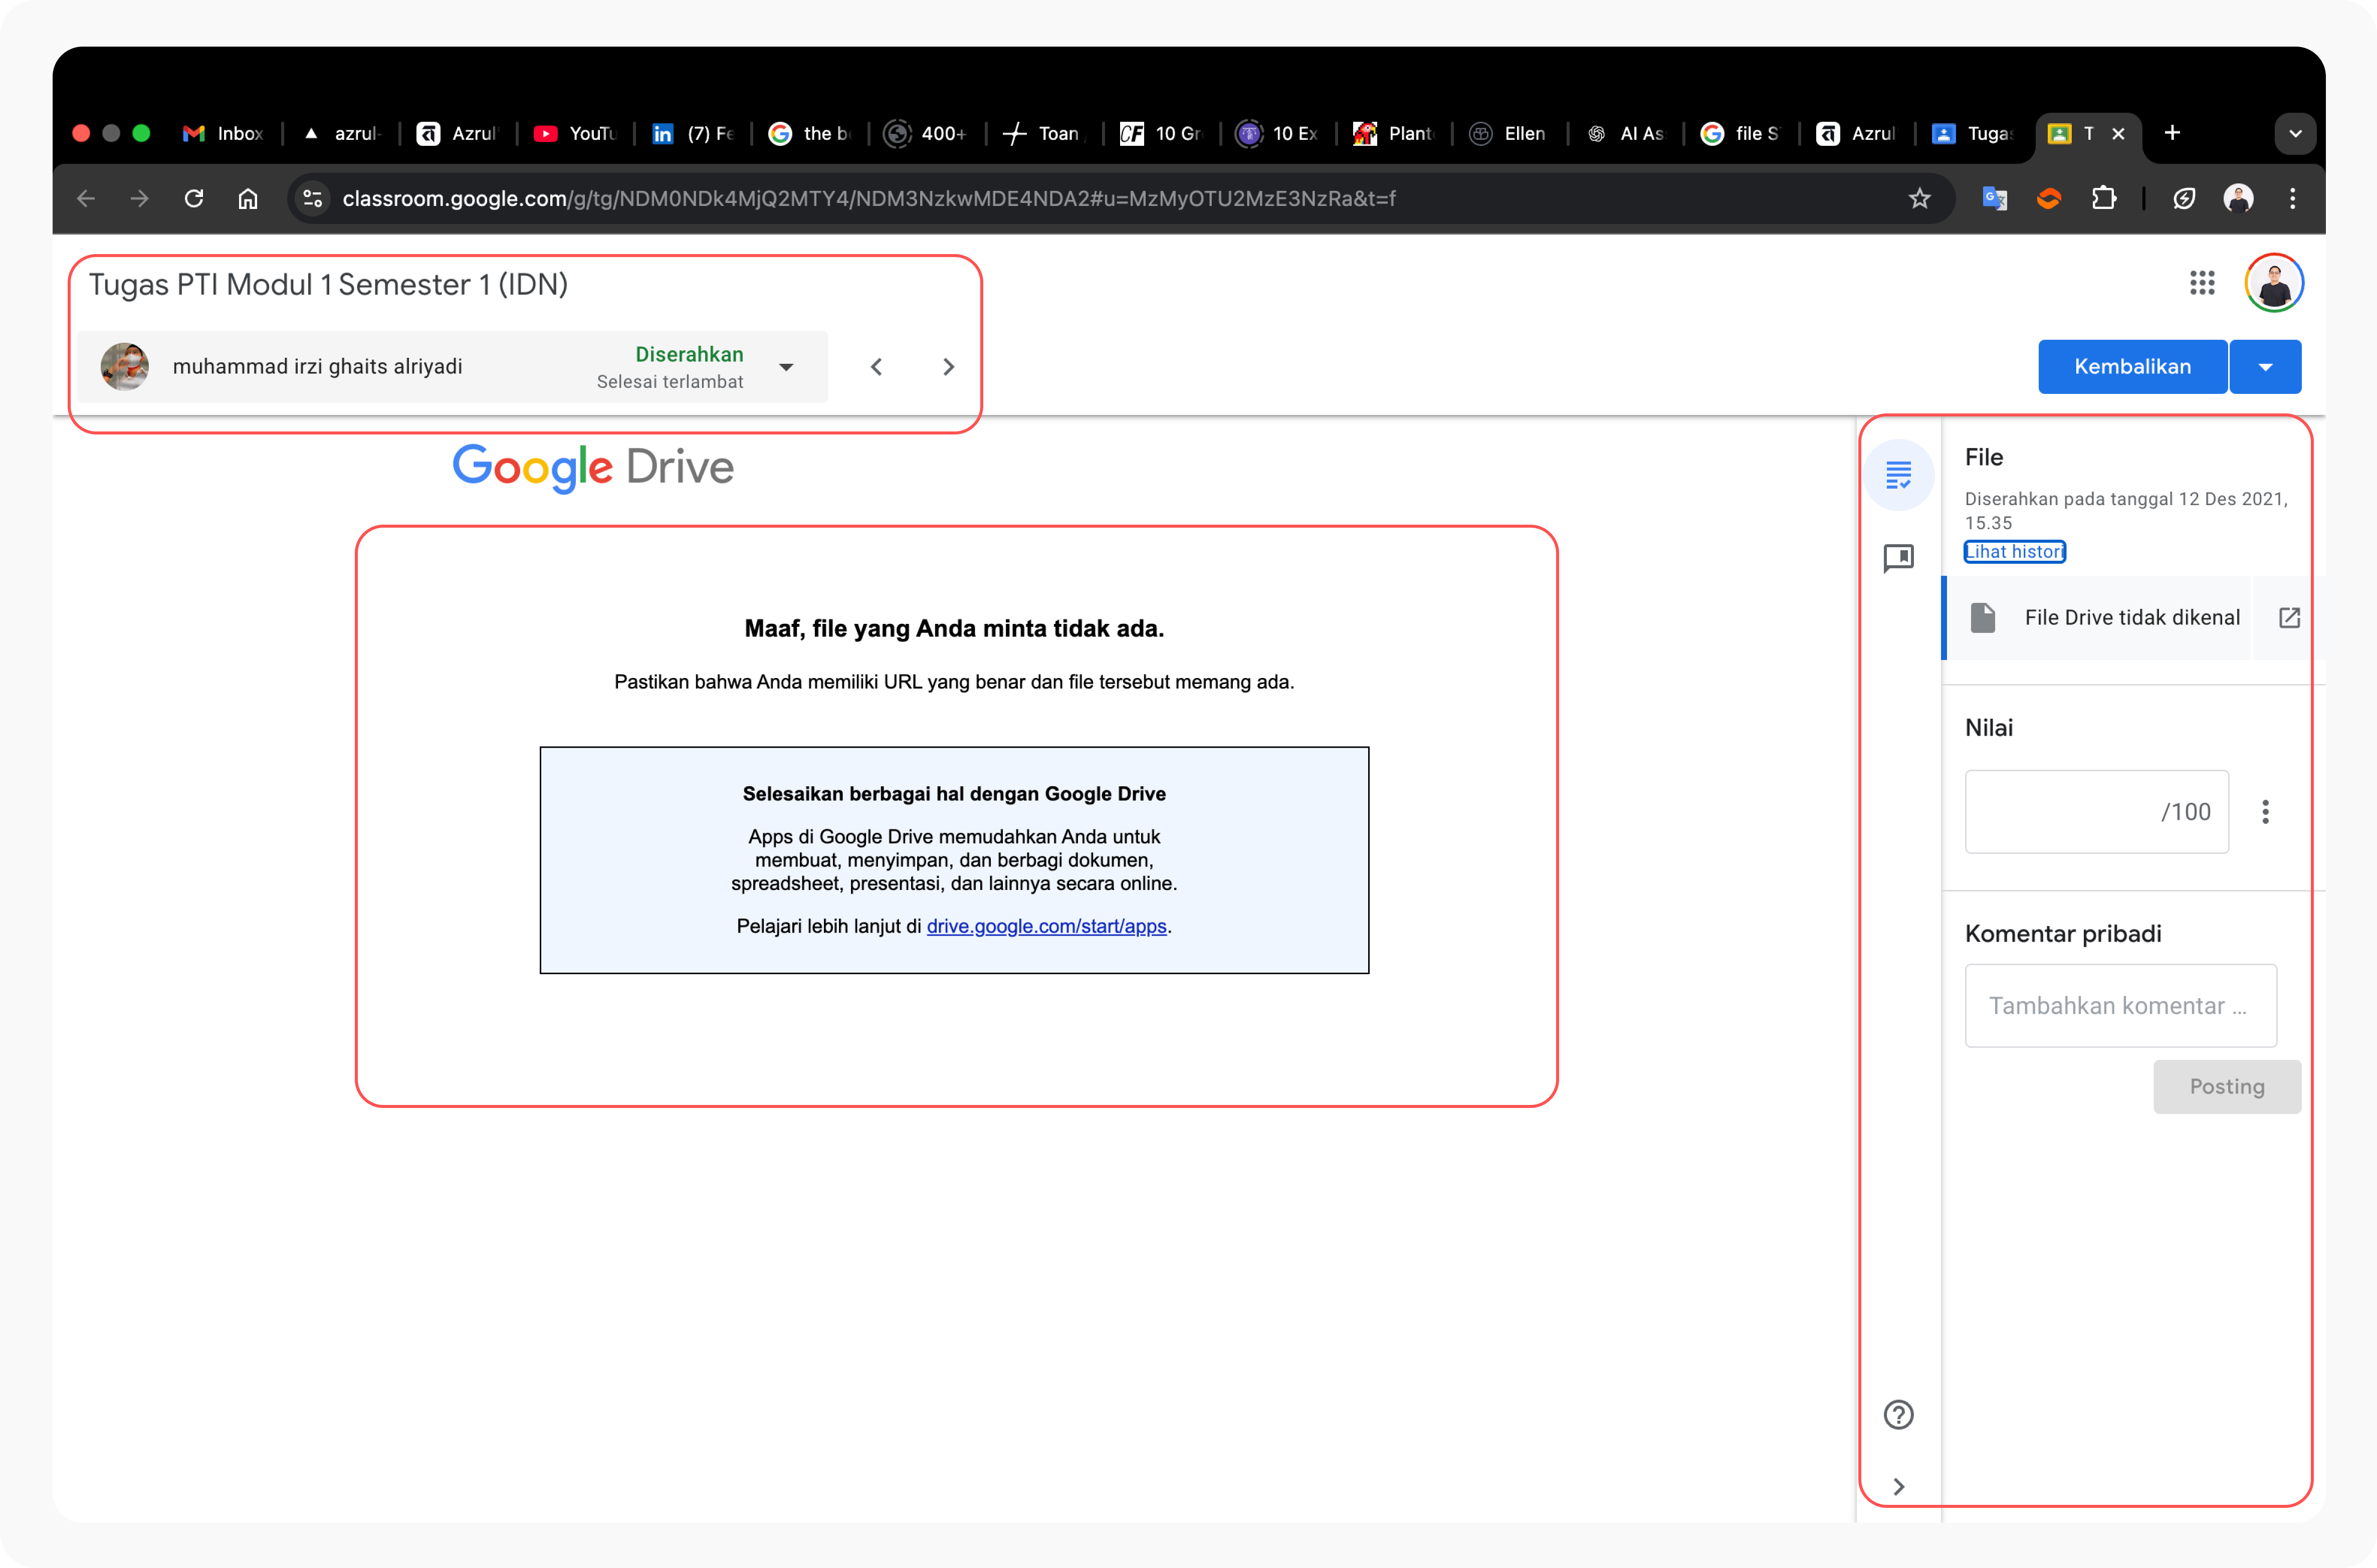 Inbox
azrul-
Azrul
YouTu
(7) Fe
the b
400+
Toan
10 Gr
10 Ex
Plant
Ellen
AI As
file S
Azrul
Tugas
T
classroom.google.com/g/tg/NDM0NDk4MjQ2MTY4/NDM3NzkwMDE4NDA2#u=MzMyOTU2MzE3NzRa&t=f
Tugas PTI Modul 1 Semester 1 (IDN)
muhammad irzi ghaits alriyadi
Diserahkan
Selesai terlambat
Kembalikan
Google Drive
Maaf, file yang Anda minta tidak ada.
Pastikan bahwa Anda memiliki URL yang benar dan file tersebut memang ada.
Selesaikan berbagai hal dengan Google Drive
Apps di Google Drive memudahkan Anda untuk
membuat, menyimpan, dan berbagi dokumen,
spreadsheet, presentasi, dan lainnya secara online.
Pelajari lebih lanjut di drive.google.com/start/apps.
File
Diserahkan pada tanggal 12 Des 2021,
15.35
Lihat histori
File Drive tidak dikenal
Nilai
/100
Komentar pribadi
Tambahkan komentar ...
Posting